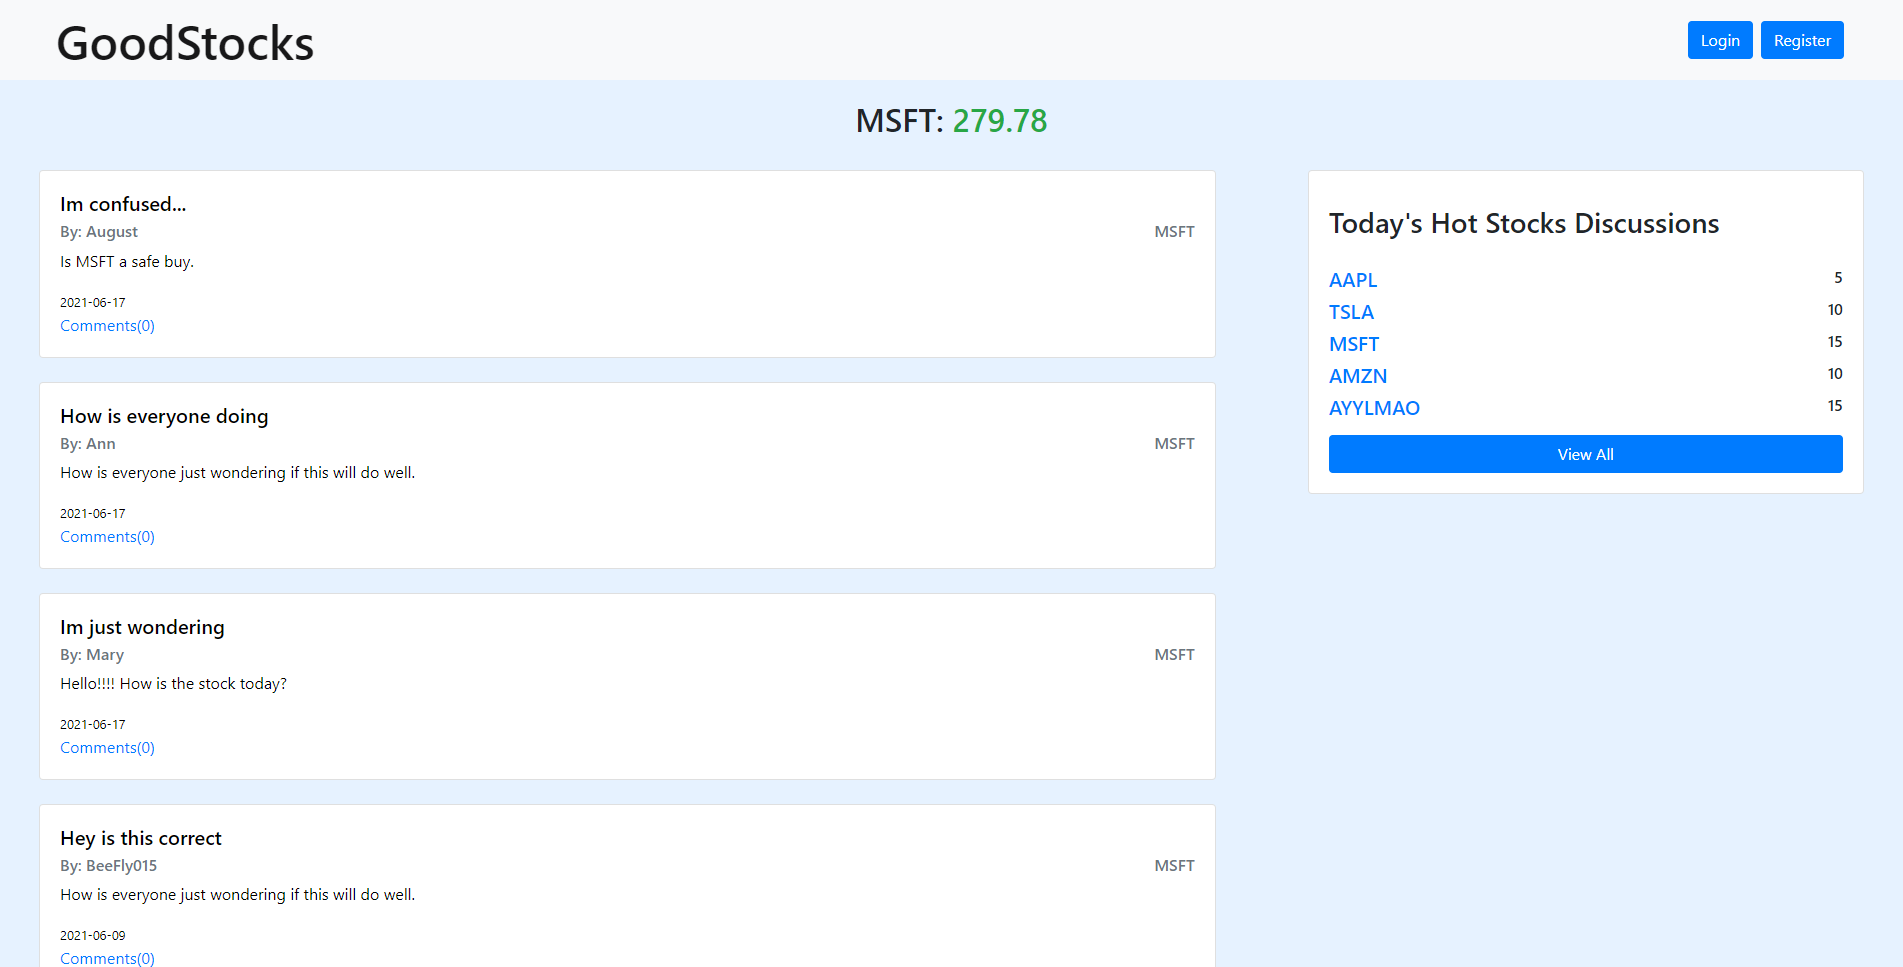 GoodStocks
Login
Register
MSFT: 279.78
Im confused...
By: August
MSFT
Is MSFT a safe buy.
2021-06-17
Comments(0)
How is everyone doing
By: Ann
MSFT
How is everyone just wondering if this will do well.
2021-06-17
Comments(0)
Im just wondering
By: Mary
MSFT
Hello!!!! How is the stock today?
2021-06-17
Comments(0)
Hey is this correct
By: BeeFly015
MSFT
How is everyone just wondering if this will do well.
2021-06-09
Comments(0)
Today's Hot Stocks Discussions
AAPL 5
TSLA 10
MSFT 15
AMZN 10
AYYLMAO 15
View All